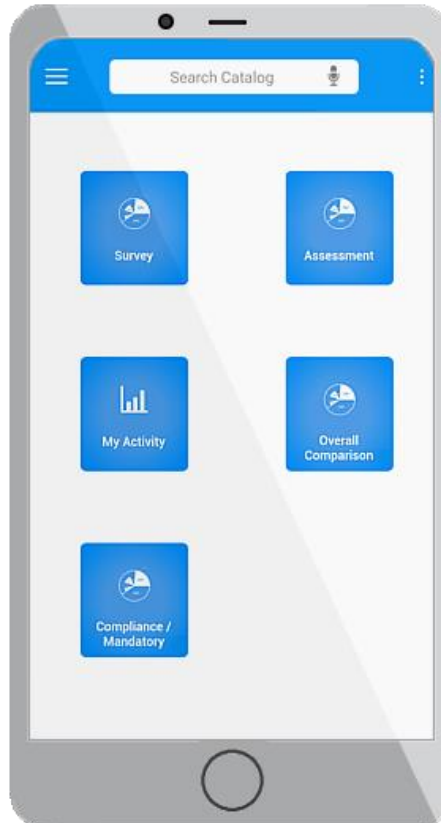 Search Catalog
Survey
Assessment
My Activity
Overall
Comparison
Compliance /
Mandatory